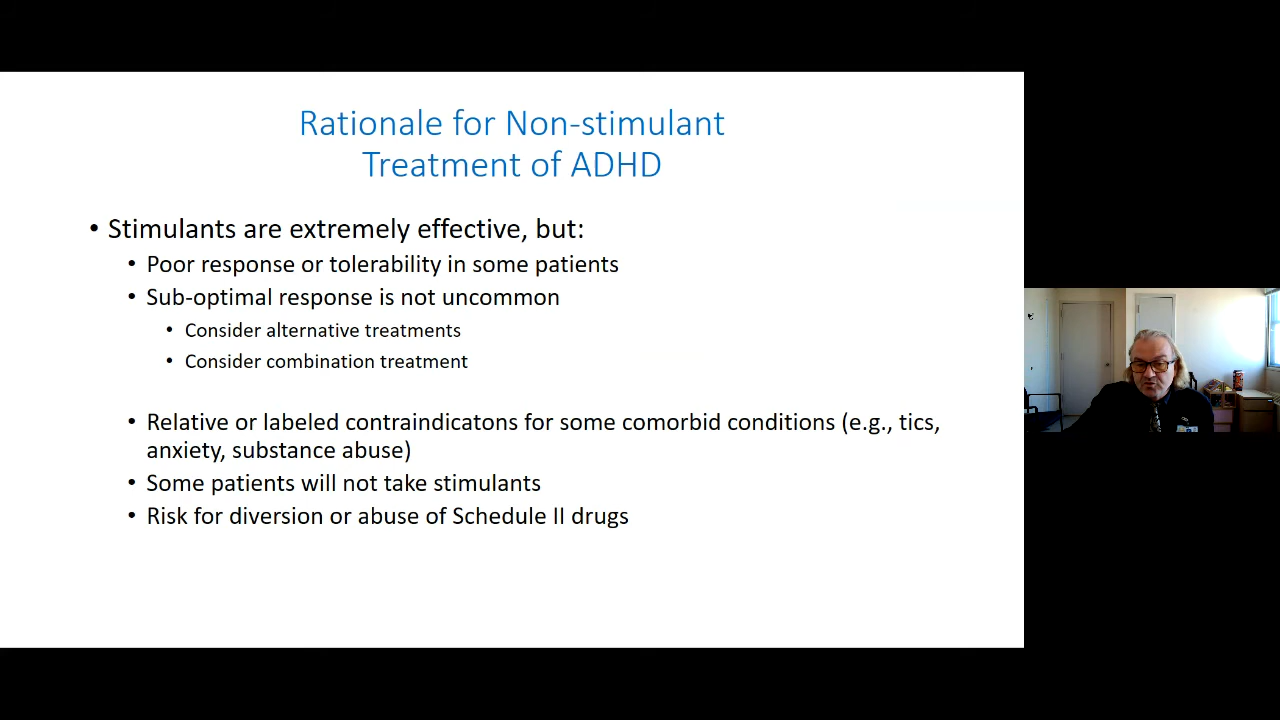 Rationale for Non-stimulant
Treatment of ADHD
• Stimulants are extremely effective, but:
• Poor response or tolerability in some patients
• Sub-optimal response is not uncommon
• Consider alternative treatments
• Consider combination treatment
• Relative or labeled contraindicatons for some comorbid conditions (e.g., tics,
anxiety, substance abuse)
• Some patients will not take stimulants
• Risk for diversion or abuse of Schedule II drugs